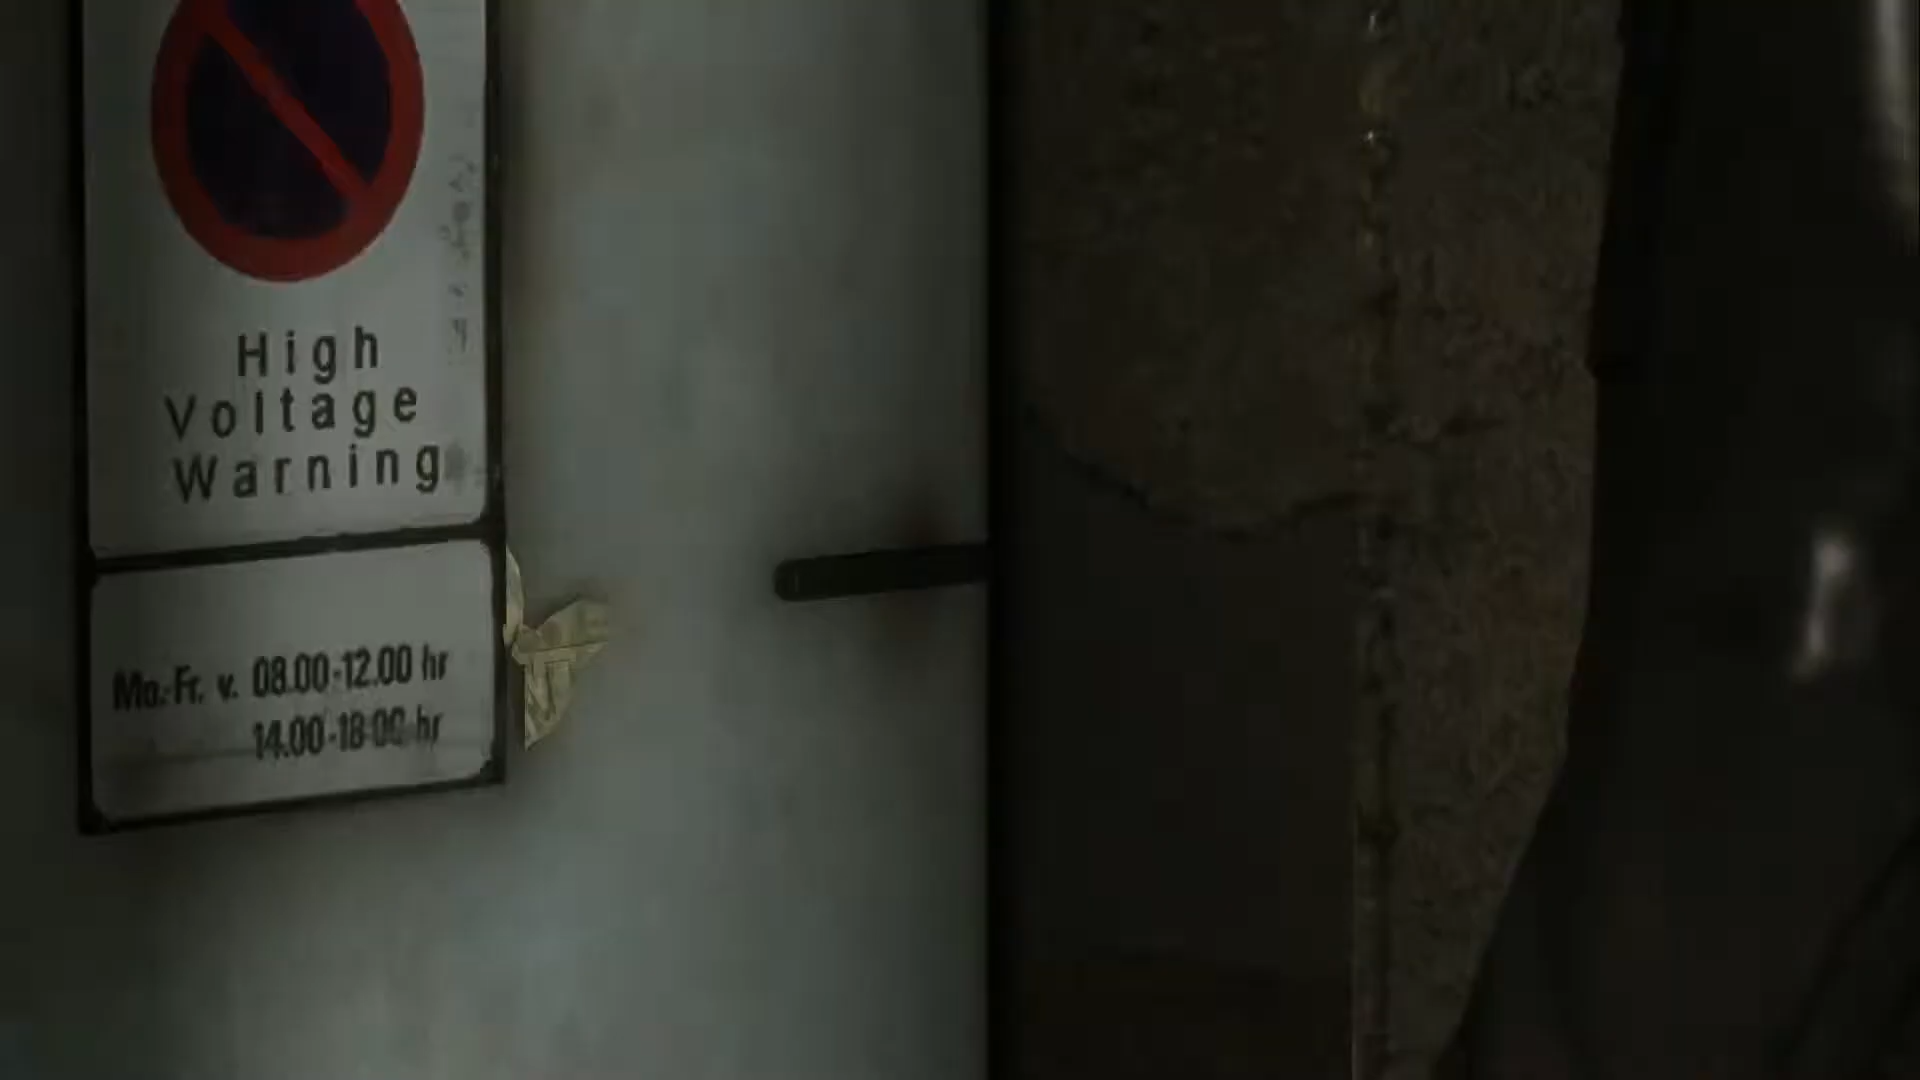 High
Voltage
Warning
Mo.-Fr. v. 08.00-12.00 hr
14.00-18.00 hr